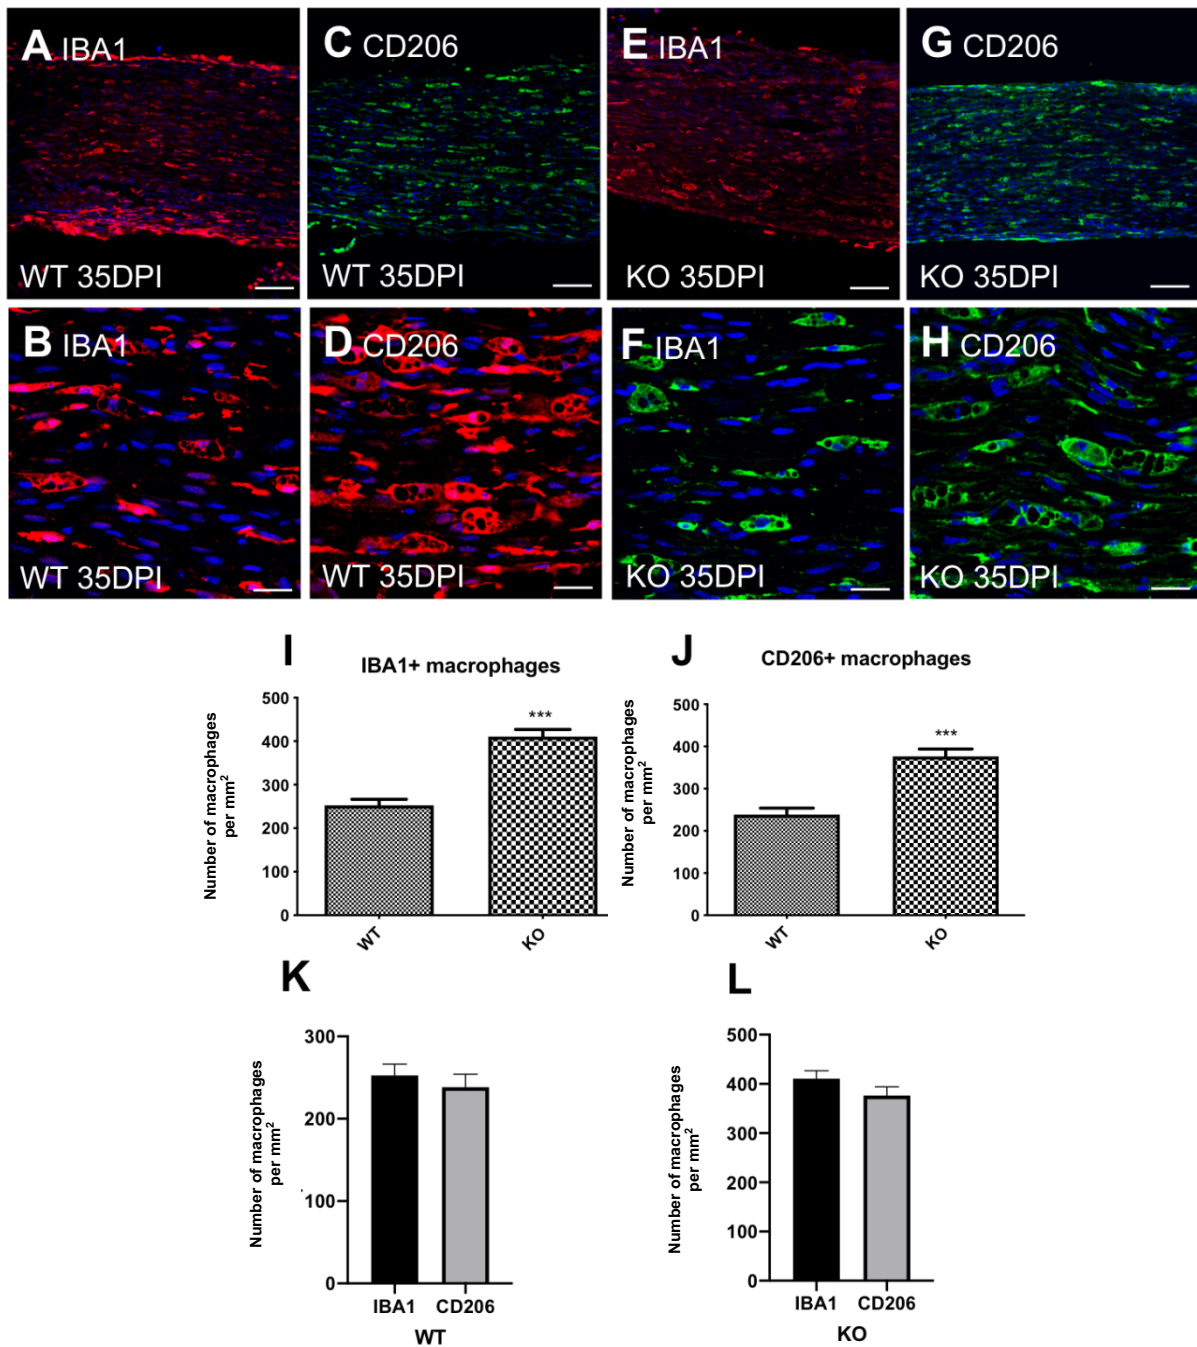 A IBA1
WT 35DPI
C CD206
WT 35DPI
E IBA1
KO 35DPI
G CD206
KO 35DPI
B IBA1
WT 35DPI
D CD206
WT 35DPI
F IBA1
KO 35DPI
H CD206
KO 35DPI
I
IBA1+ macrophages
Number of macrophages
per mm²
500
400
300
200
100
0
***
WT
KO
J
CD206+ macrophages
Number of macrophages
per mm²
500
400
300
200
100
0
***
WT
KO
K
Number of macrophages
per mm²
300
200
100
0
IBA1 CD206
WT
L
Number of macrophages
per mm²
500
400
300
200
100
0
IBA1 CD206
KO